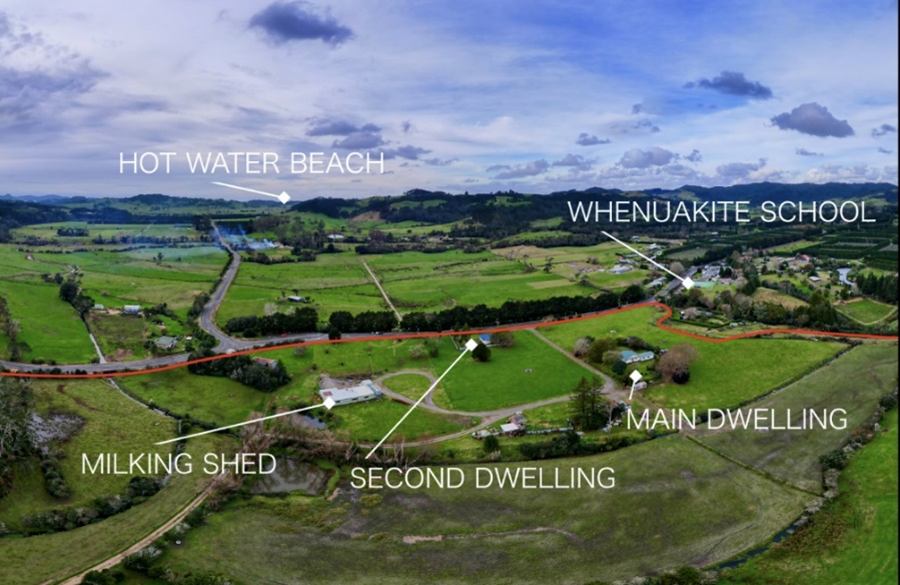 HOT WATER BEACH
WHENUAKITE SCHOOL
MAIN DWELLING
MILKING SHED
SECOND DWELLING